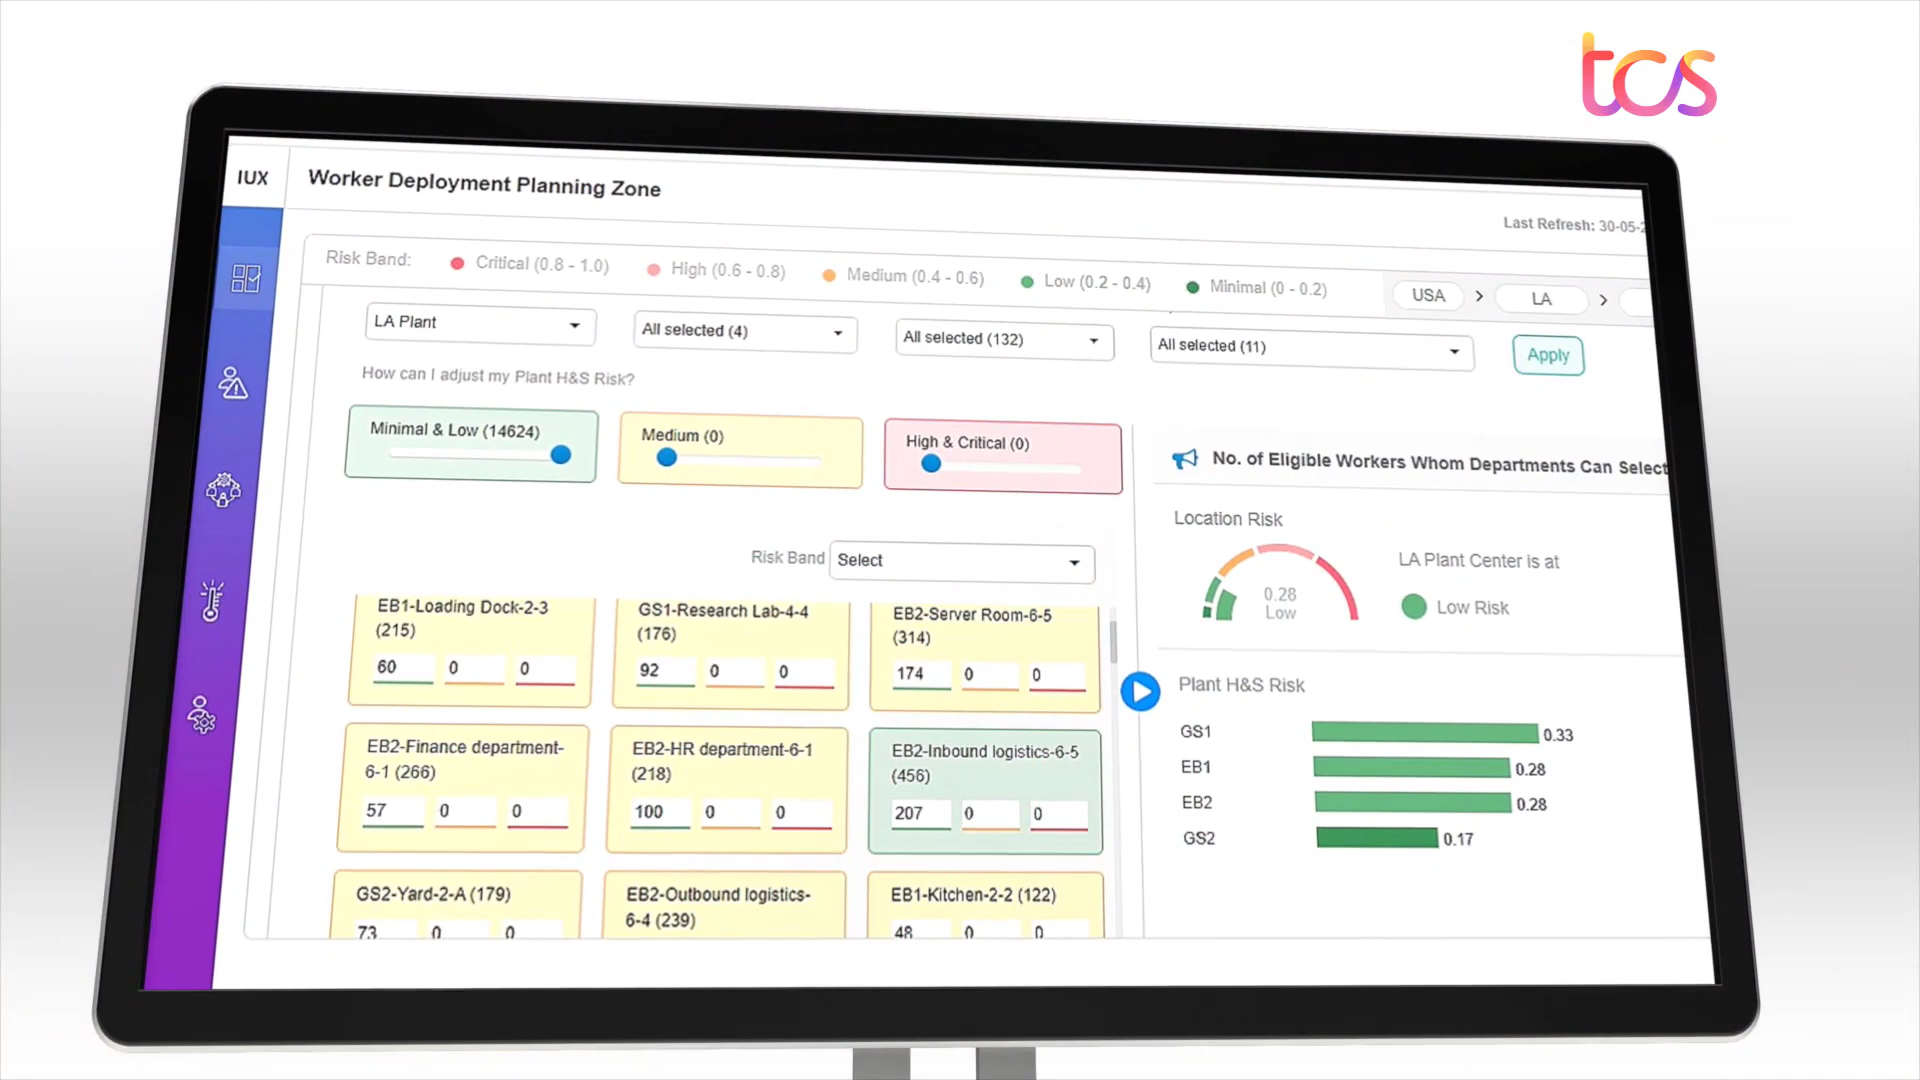 tcs
IUX
Worker Deployment Planning Zone
Last Refresh: 30-05-2
Risk Band:
Critical (0.8 - 1.0)
High (0.6 - 0.8)
Medium (0.4 - 0.6)
Low (0.2 - 0.4)
Minimal (0 - 0.2)
USA
LA
LA Plant
All selected (4)
All selected (132)
All selected (11)
Apply
How can I adjust my Plant H&S Risk?
Minimal & Low (14624)
Medium (0)
High & Critical (0)
No. of Eligible Workers Whom Departments Can Select
Location Risk
0.28
Low
LA Plant Center is at
Low Risk
Risk Band
Select
EB1-Loading Dock-2-3
(215)
60 0 0
GS1-Research Lab-4-4
(176)
92 0 0
EB2-Server Room-6-5
(314)
174 0 0
EB2-Finance department-
6-1 (266)
57 0 0
EB2-HR department-6-1
(218)
100 0 0
EB2-Inbound logistics-6-5
(456)
207 0 0
GS2-Yard-2-A (179)
73 0 0
EB2-Outbound logistics-
6-4 (239)
EB1-Kitchen-2-2 (122)
48 0 0
Plant H&S Risk
GS1 0.33
EB1 0.28
EB2 0.28
GS2 0.17